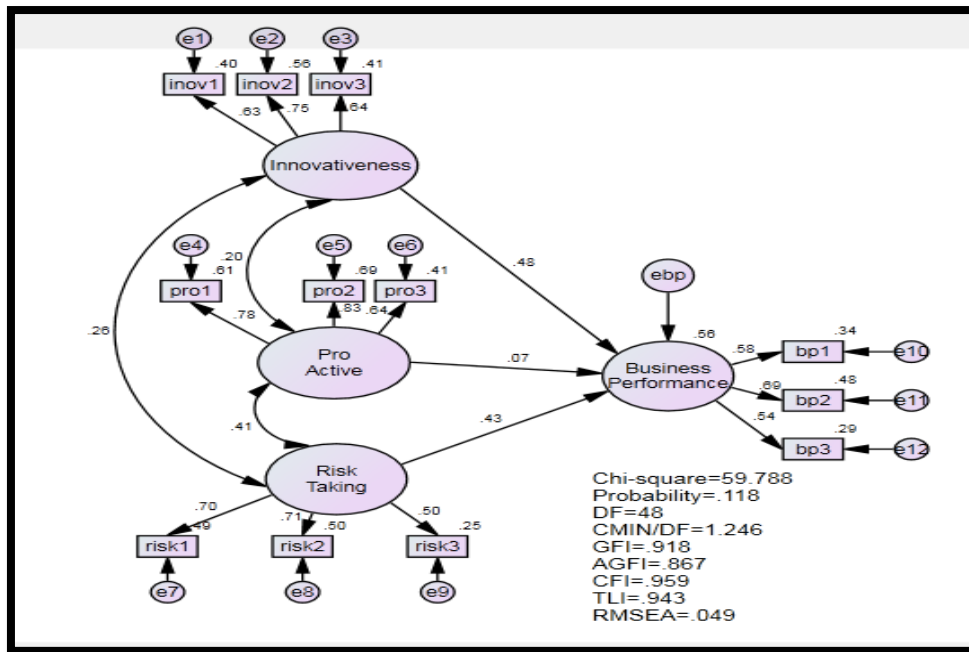 e1 e2 e3
.40 .56 .41
inov1 inov2 inov3
.63 .75 .64
Innovativeness
e4 e5 e6
.20
.61 .69 .41
pro1 pro2 pro3
.78 .83 .64
.48
ebp
.26
Pro
Active
.07
.56
Business
Performance
.34
.58 bp1 e10
.48
.69 bp2 e11
.54
.29
bp3 e12
.41
.43
Risk
Taking
.70 .71 .50
.49 .50 .25
risk1 risk2 risk3
e7 e8 e9
Chi-square=59.788
Probability=.118
DF=48
CMIN/DF=1.246
GFI=.918
AGFI=.867
CFI=.959
TLI=.943
RMSEA=.049